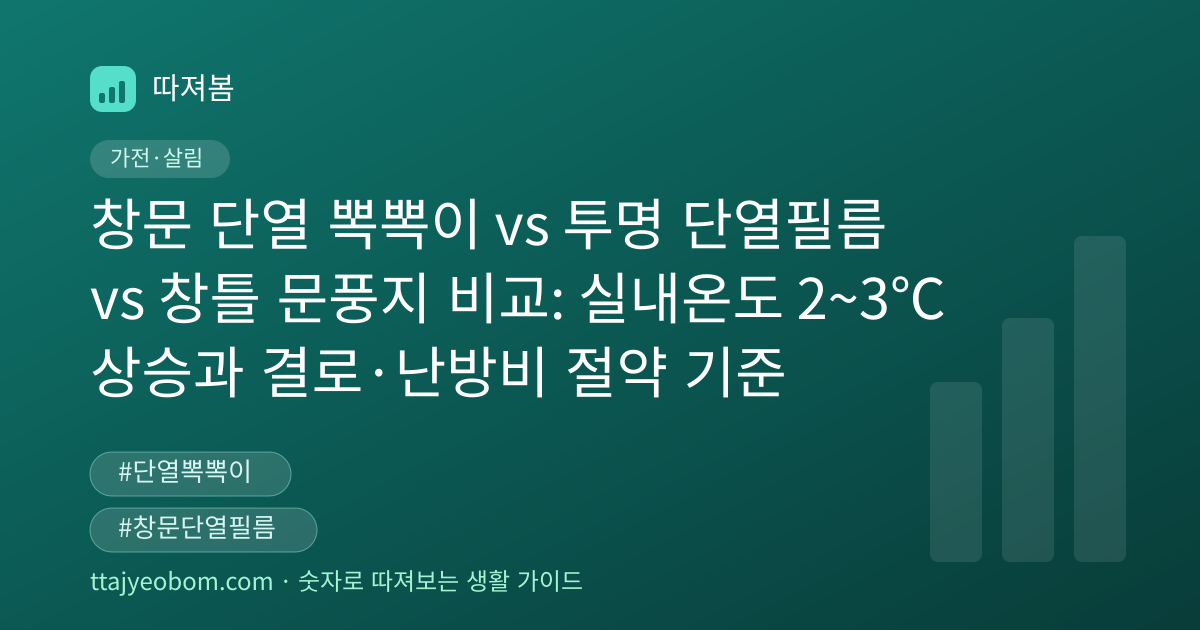 따져봄
가전·살림
창문 단열 뽁뽁이 vs 투명 단열필름
vs 창틀 문풍지 비교: 실내온도 2~3℃
상승과 결로·난방비 절약 기준
#단열뽁뽁이
#창문단열필름
ttajyeobom.com · 숫자로 따져보는 생활 가이드